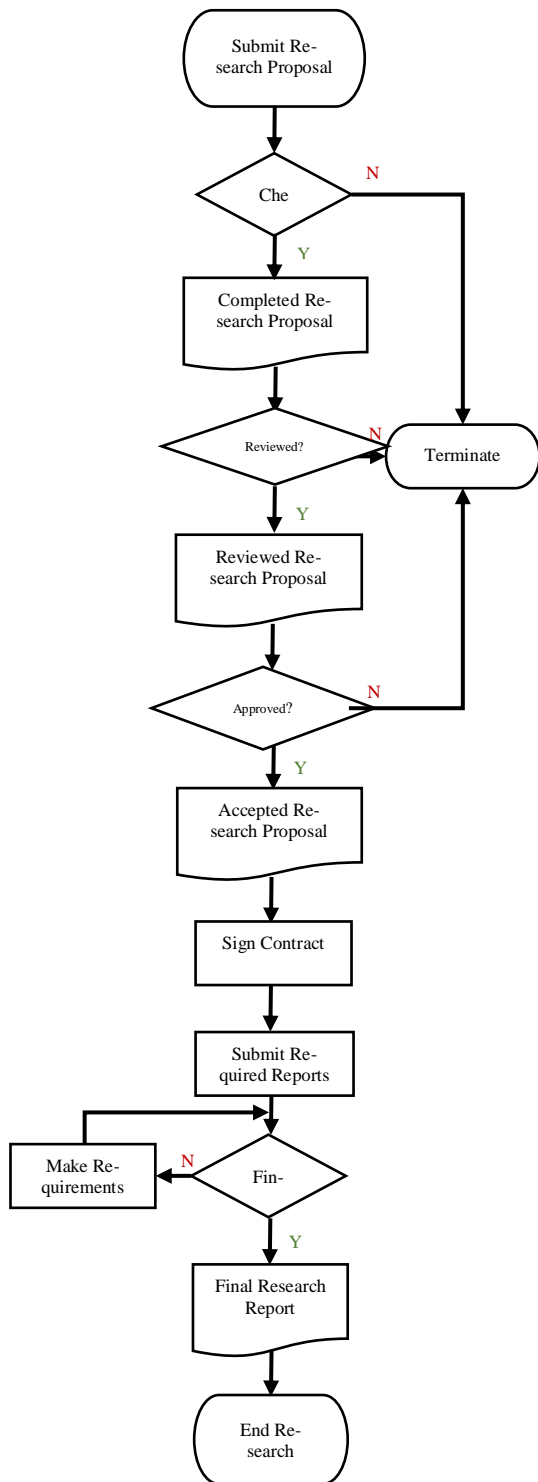 Submit Re-
search Proposal
N
Che
Y
Completed Re-
search Proposal
N
Reviewed?
Terminate
Y
Reviewed Re-
search Proposal
N
Approved?
Y
Accepted Re-
search Proposal
Sign Contract
Submit Re-
quired Reports
Make Re-
quirements
N
Fin-
Y
Final Research
Report
End Re-
search